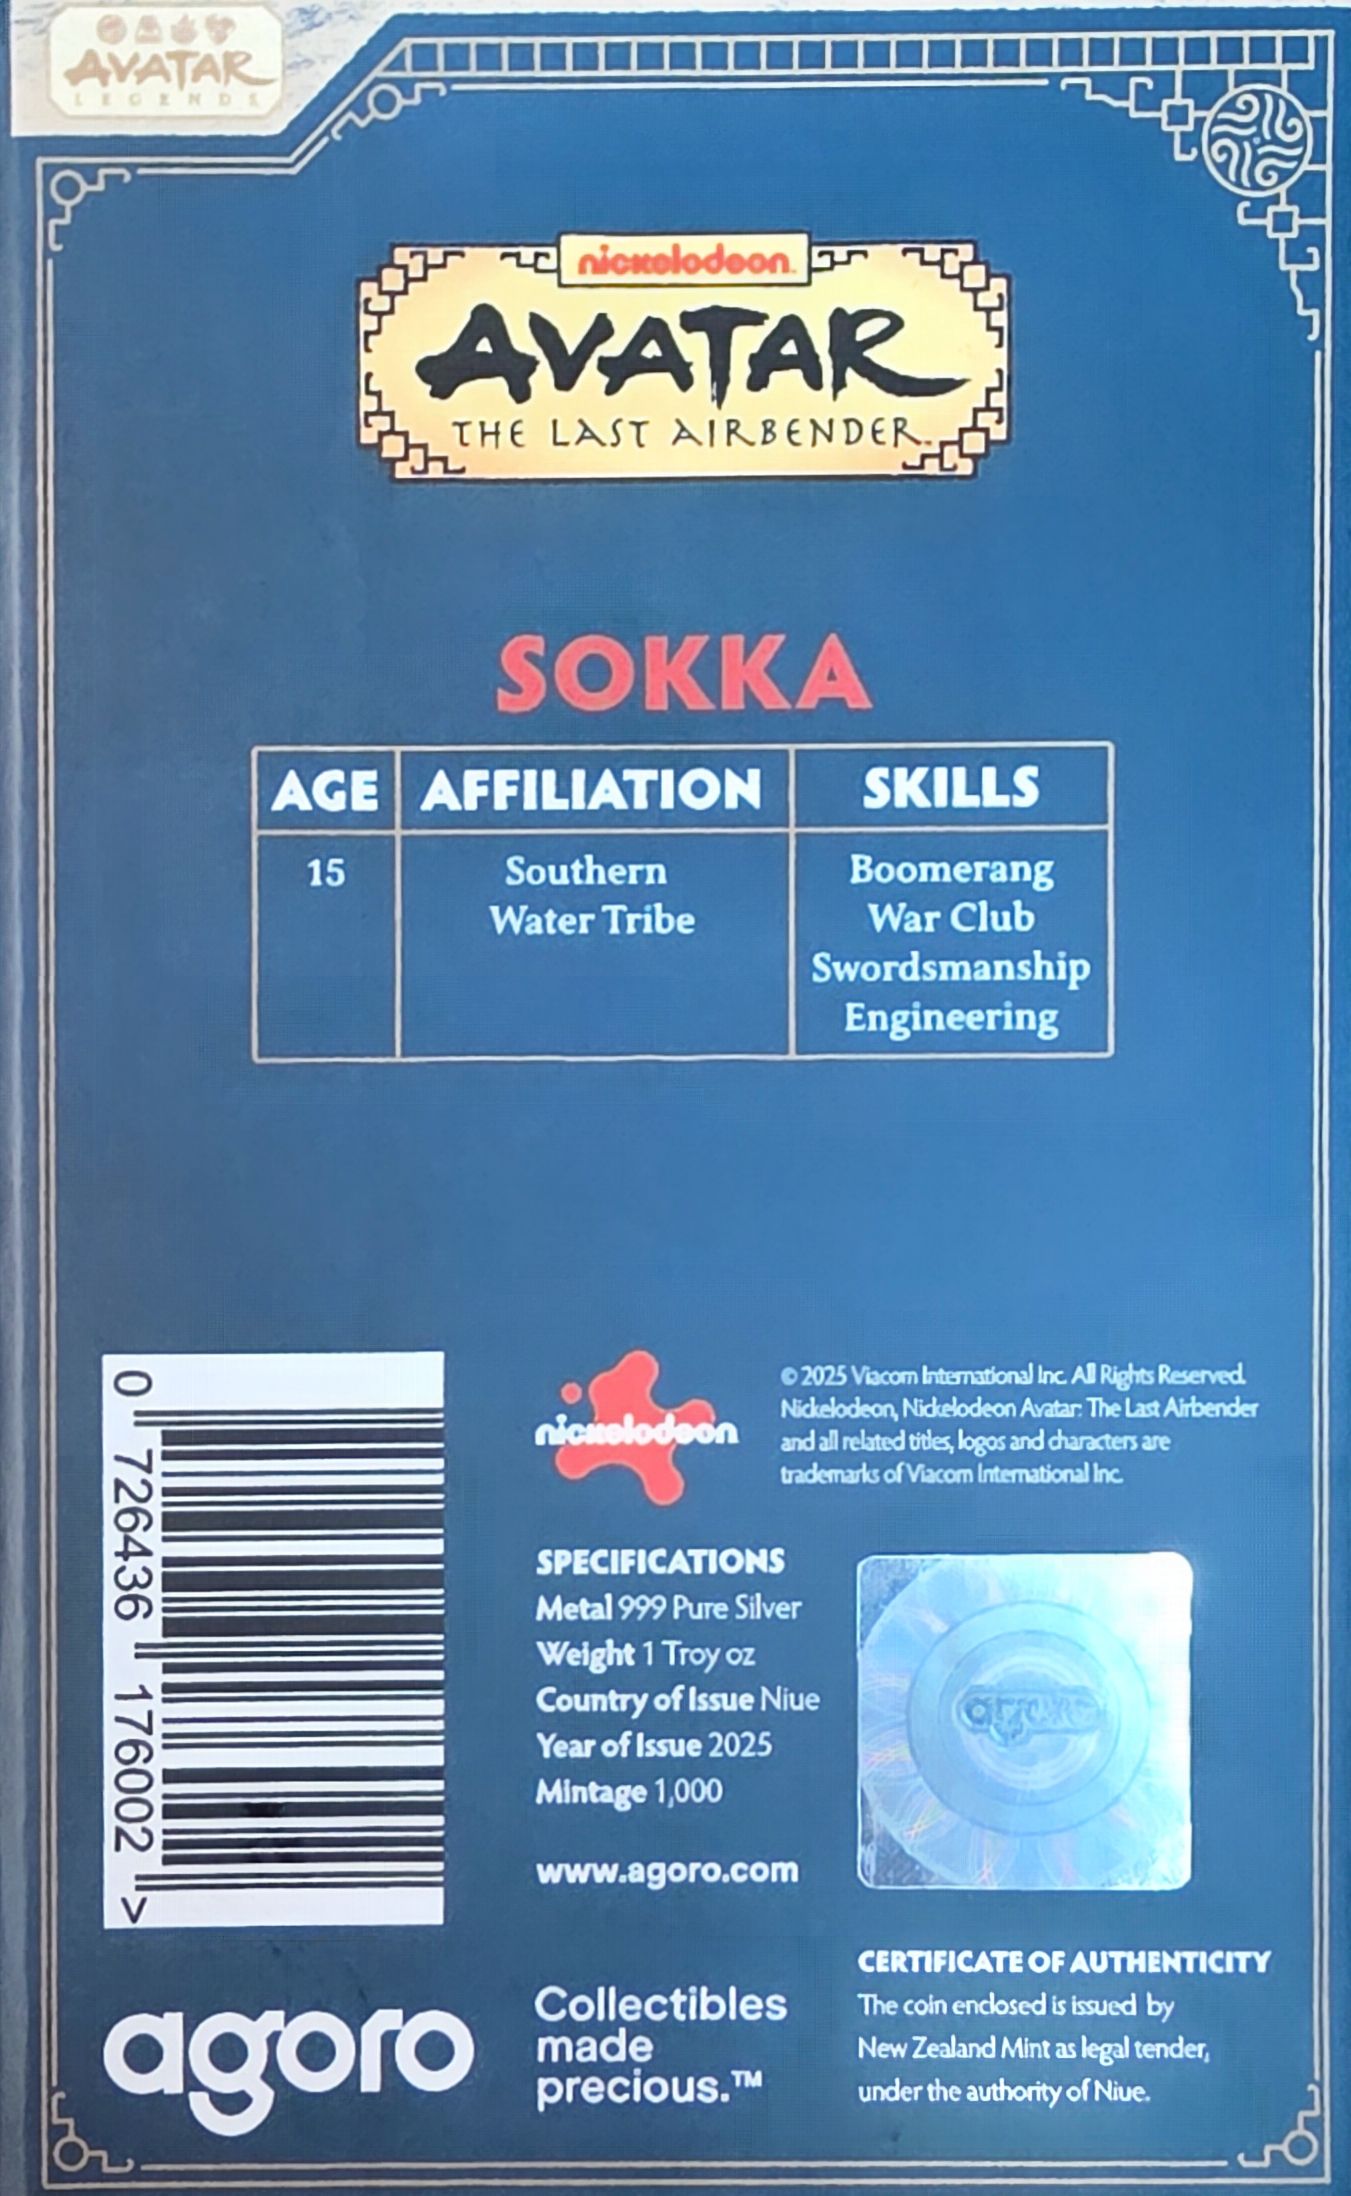 AVATAR
LEGENDS
nickelodeon
AVATAR
THE LAST AIRBENDER™
SOKKA
AGE AFFILIATION SKILLS
15 Southern Boomerang
Water Tribe War Club
Swordsmanship
Engineering
0 726436 176002 >
nickelodeon
© 2025 Viacom International Inc. All Rights Reserved.
Nickelodeon, Nickelodeon Avatar: The Last Airbender
and all related titles, logos and characters are
trademarks of Viacom International Inc.
SPECIFICATIONS
Metal 999 Pure Silver
Weight 1 Troy oz
Country of Issue Niue
Year of Issue 2025
Mintage 1,000
www.agoro.com
agoro
CERTIFICATE OF AUTHENTICITY
The coin enclosed is issued by
New Zealand Mint as legal tender,
under the authority of Niue.
agoro
Collectibles
made
precious.™